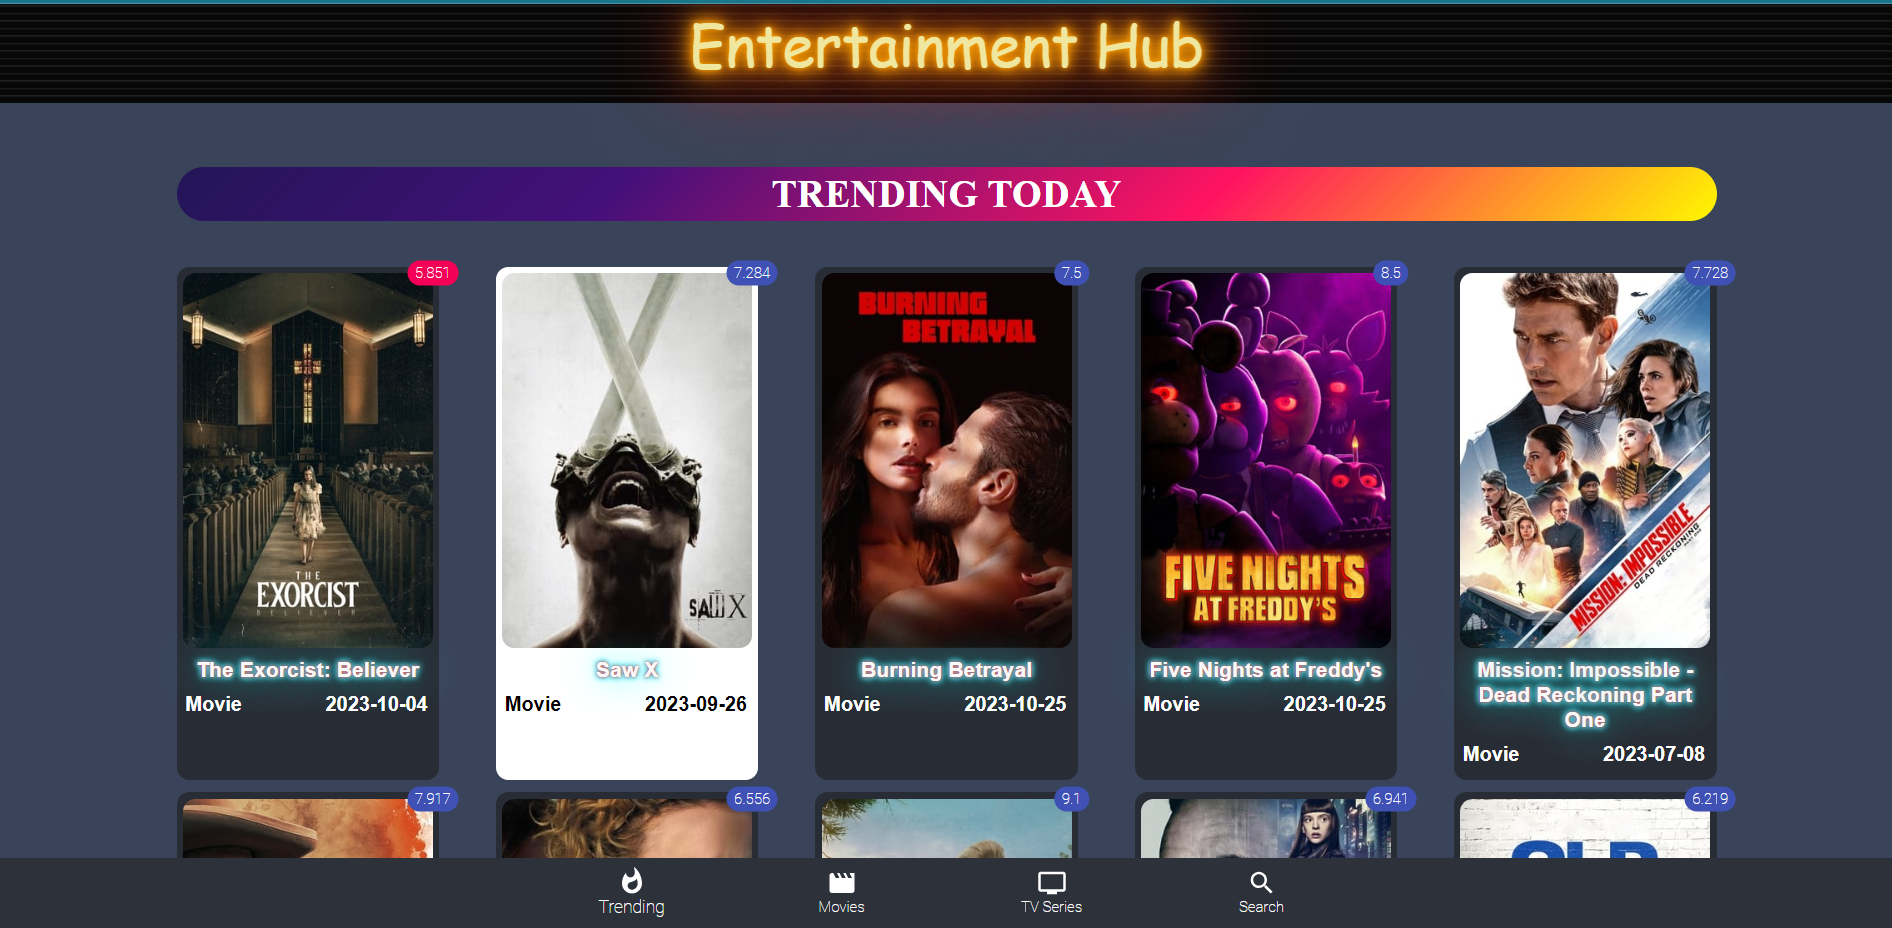 Entertainment Hub
TRENDING TODAY
5.851
7.284
7.5
8.5
7.728
THE
EXORCIST
BELIEVER
SAW X
BURNING
BETRAYAL
FIVE NIGHTS
AT FREDDY'S
MISSION: IMPOSSIBLE
DEAD RECKONING
The Exorcist: Believer
Movie 2023-10-04
Saw X
Movie 2023-09-26
Burning Betrayal
Movie 2023-10-25
Five Nights at Freddy's
Movie 2023-10-25
Mission: Impossible -
Dead Reckoning Part
One
Movie 2023-07-08
7.917
6.556
9.1
6.941
6.219
Trending
Movies
TV Series
Search